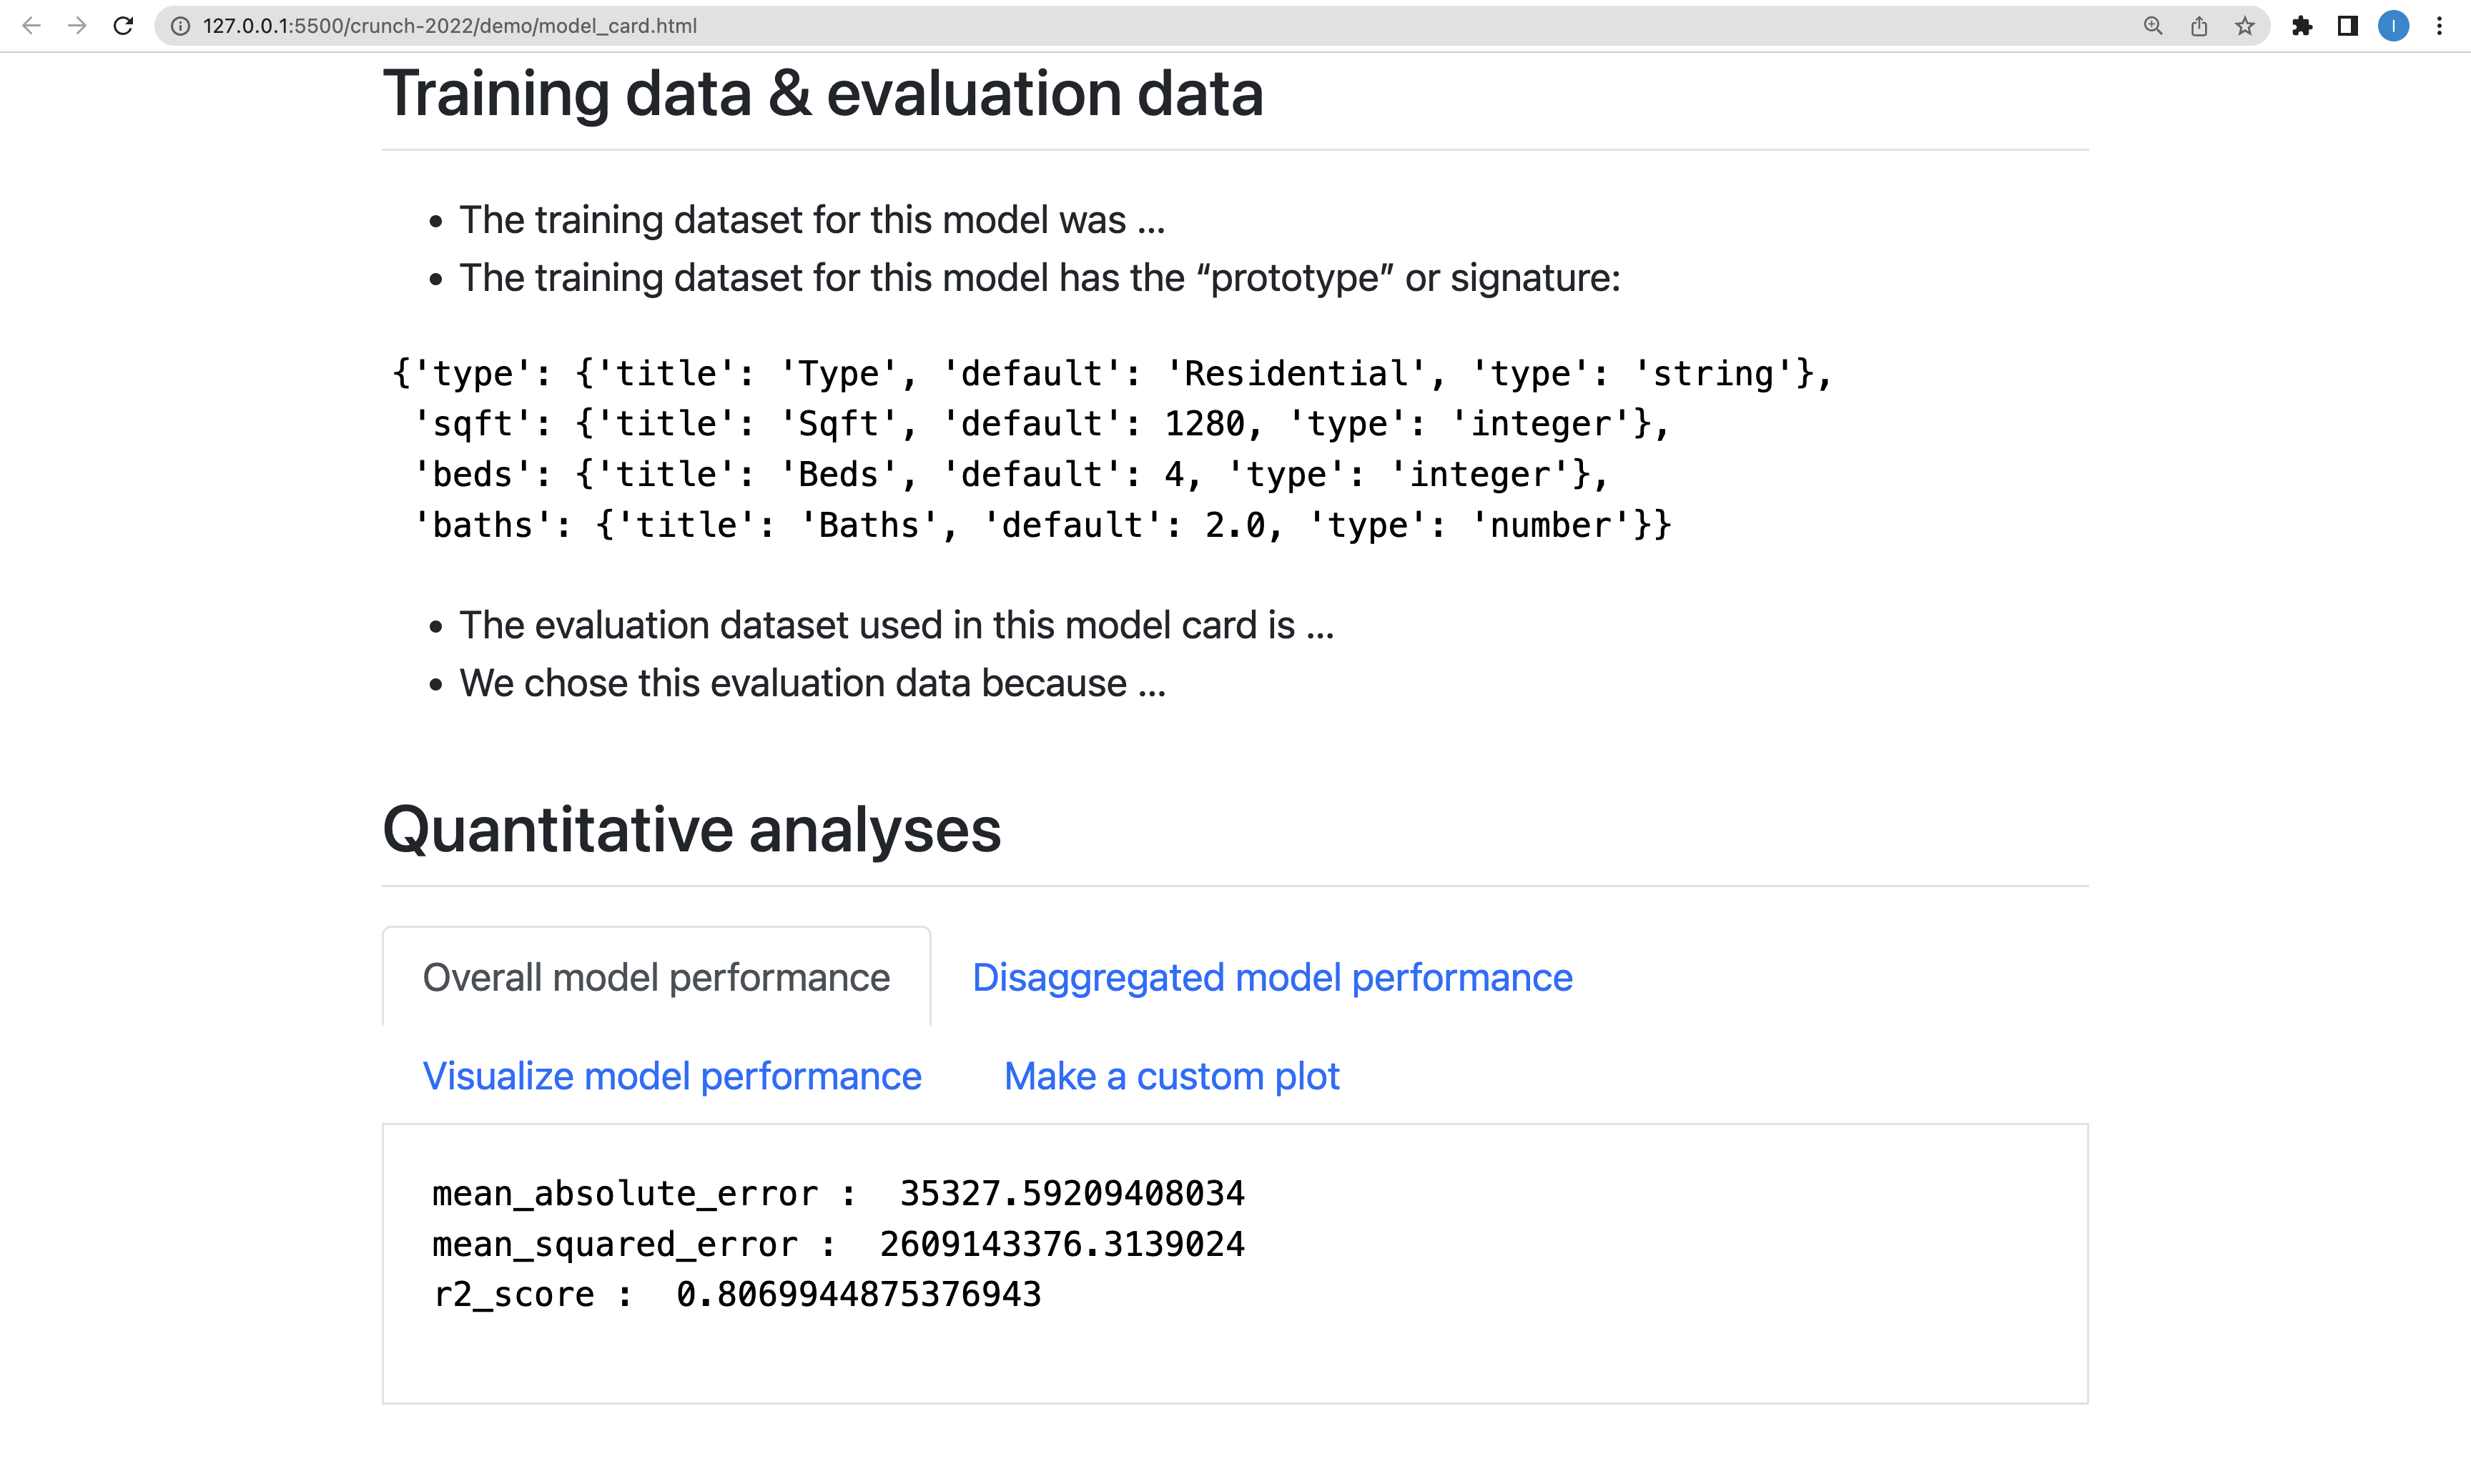 127.0.0.1:5500/crunch-2022/demo/model_card.html
I
Training data & evaluation data
• The training dataset for this model was ...
• The training dataset for this model has the “prototype” or signature:
{'type': {'title': 'Type', 'default': 'Residential', 'type': 'string'},
 'sqft': {'title': 'Sqft', 'default': 1280, 'type': 'integer'},
 'beds': {'title': 'Beds', 'default': 4, 'type': 'integer'},
 'baths': {'title': 'Baths', 'default': 2.0, 'type': 'number'}}
• The evaluation dataset used in this model card is ...
• We chose this evaluation data because ...
Quantitative analyses
Overall model performance Disaggregated model performance
Visualize model performance Make a custom plot
mean_absolute_error :  35327.59209408034
mean_squared_error :  2609143376.3139024
r2_score :  0.8069944875376943